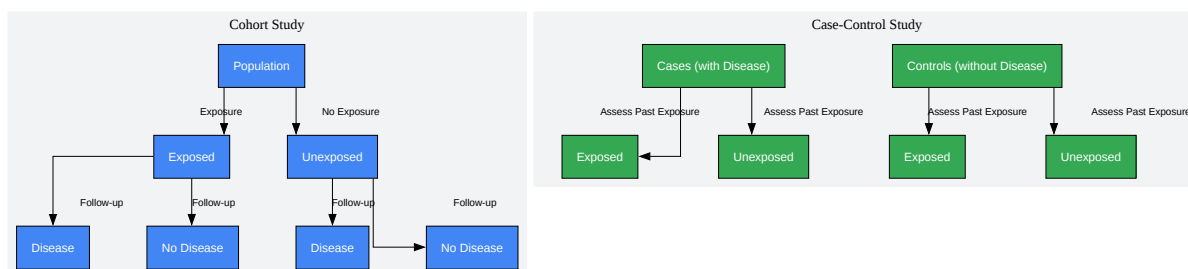 Cohort Study
Population
Exposure
No Exposure
Exposed
Unexposed
Follow-up
Follow-up
Follow-up
Follow-up
Disease
No Disease
Disease
No Disease
Case-Control Study
Cases (with Disease)
Controls (without Disease)
Assess Past Exposure
Assess Past Exposure
Assess Past Exposure
Assess Past Exposure
Exposed
Unexposed
Exposed
Unexposed